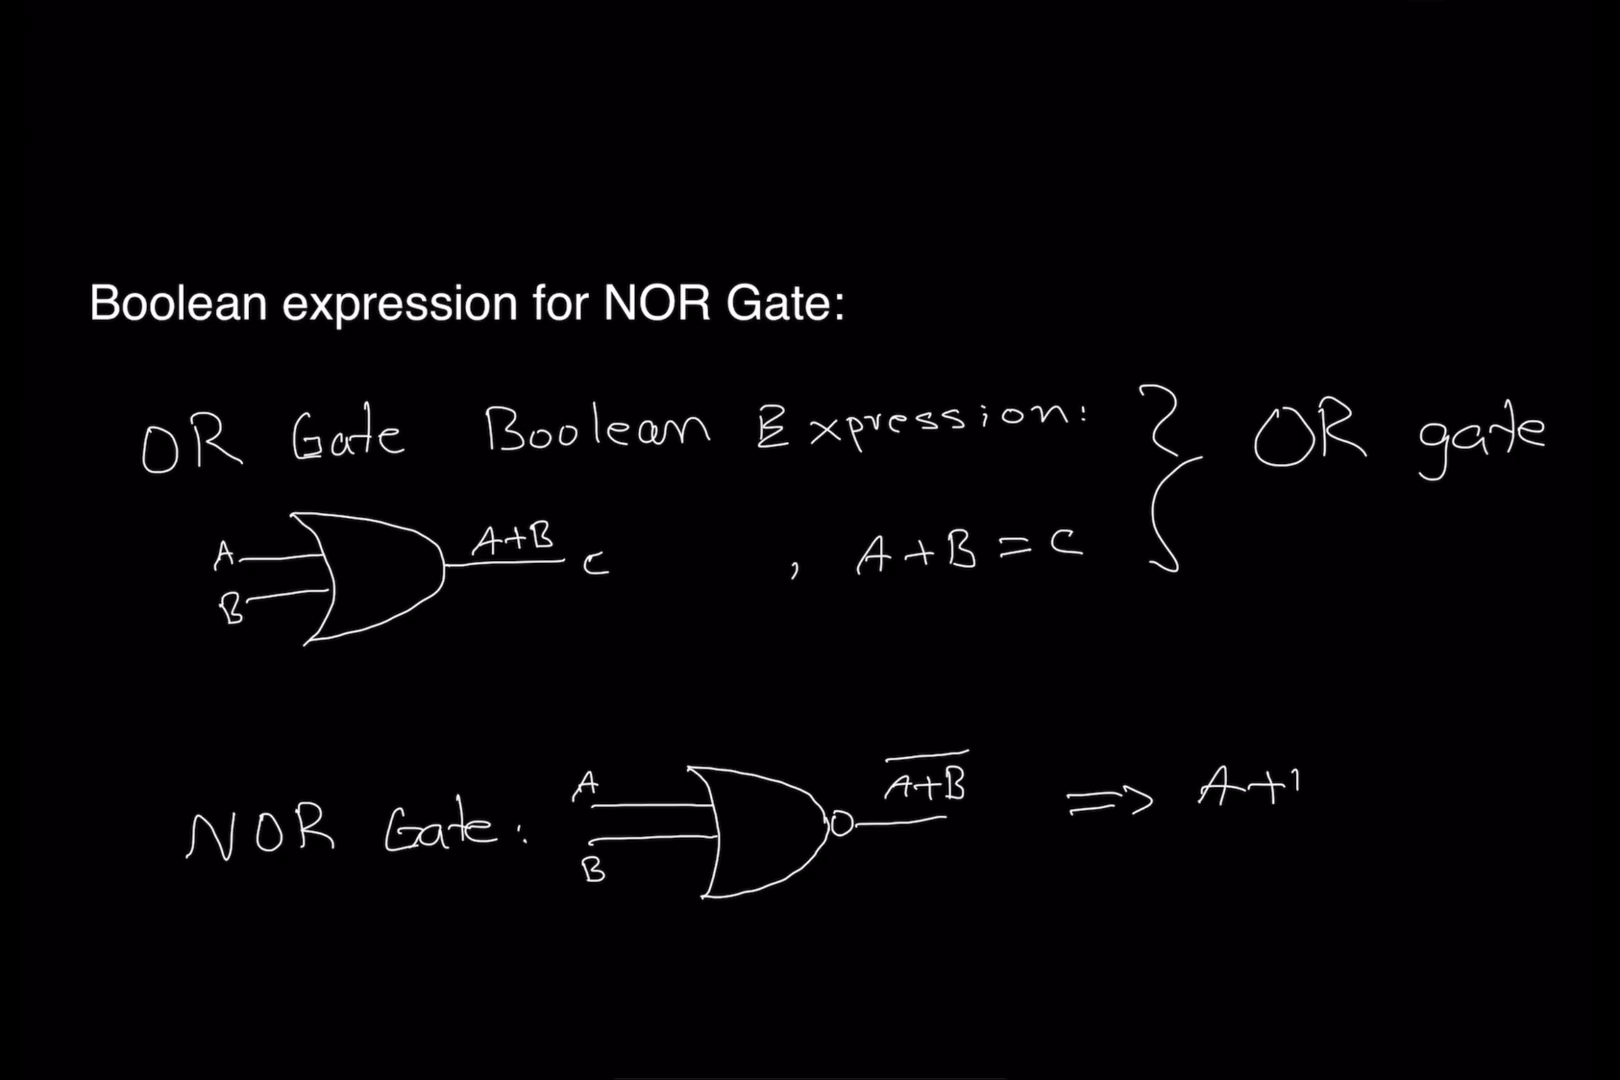 Boolean expression for NOR Gate:
OR Gate Boolean Expression: } OR gate
A
B
A+B
C
, A+B=C
NOR Gate:
A
B
A̅+̅B̅
=> A+1